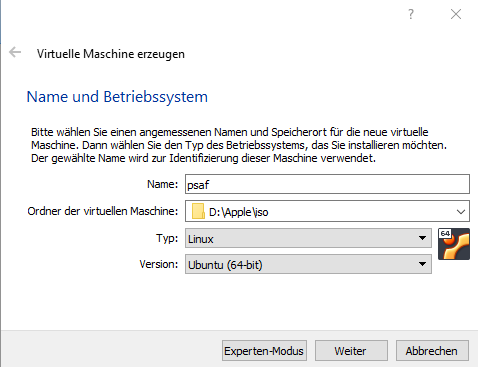 ?
Virtuelle Maschine erzeugen
Name und Betriebssystem
Bitte wählen Sie einen angemessenen Namen und Speicherort für die neue virtuelle
Maschine. Dann wählen Sie den Typ des Betriebssystems, das Sie installieren möchten.
Der gewählte Name wird zur Identifizierung dieser Maschine verwendet.
Name: psaf
Ordner der virtuellen Maschine: D:\Apple\iso
Typ: Linux
64
Version: Ubuntu (64-bit)
Experten-Modus Weiter Abbrechen